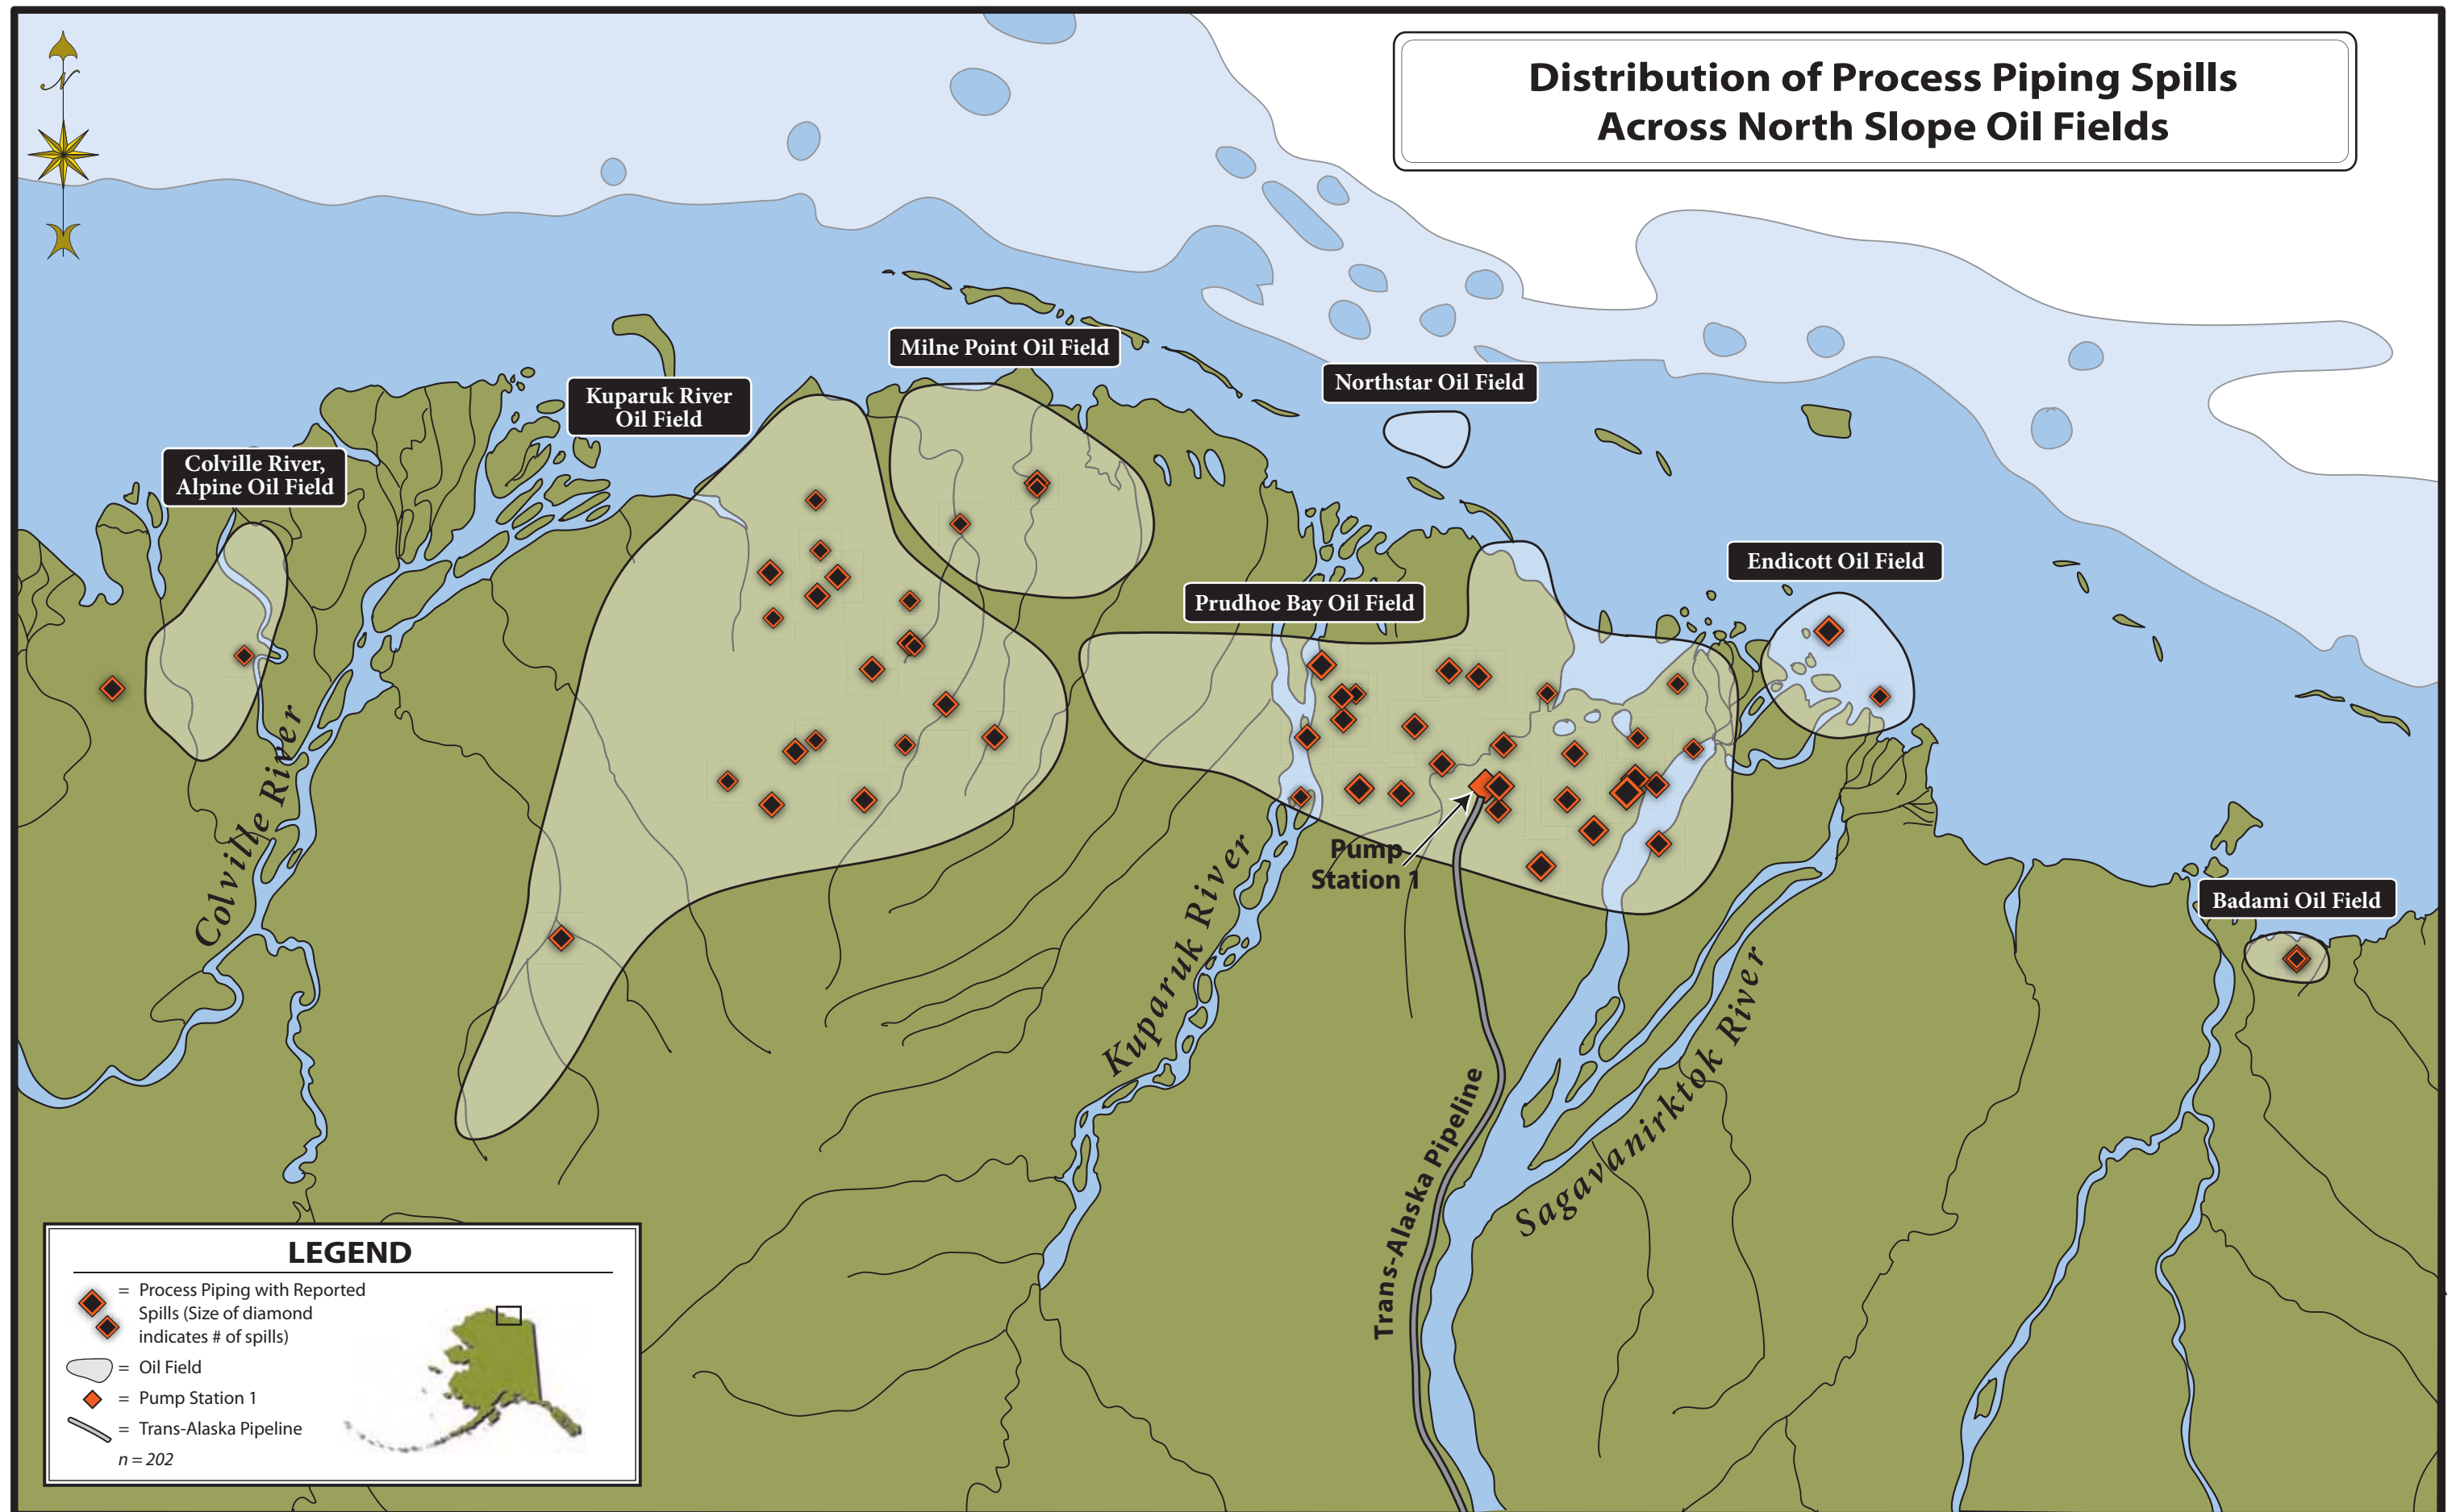 N
Distribution of Process Piping Spills
Across North Slope Oil Fields
Milne Point Oil Field
Northstar Oil Field
Kuparuk River
Oil Field
Colville River,
Alpine Oil Field
Endicott Oil Field
Prudhoe Bay Oil Field
Pump
Station 1
Badami Oil Field
Colville River
Kuparuk River
Sagavanirktok River
Trans-Alaska Pipeline
LEGEND
= Process Piping with Reported
Spills (Size of diamond
indicates # of spills)
= Oil Field
= Pump Station 1
= Trans-Alaska Pipeline
n = 202